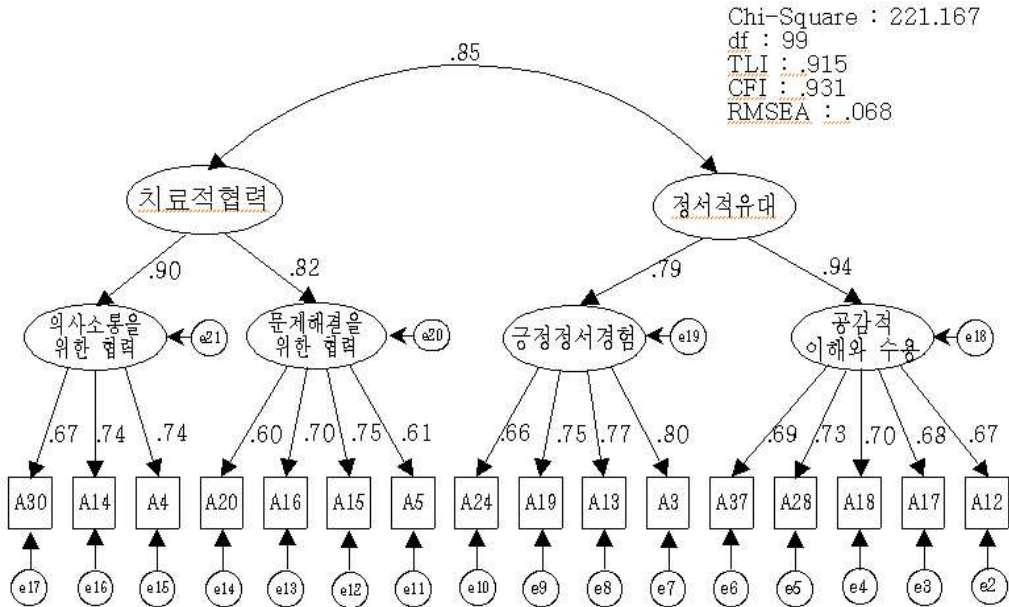 Chi-Square : 221.167
df : 99
TLI : .915
CFI : .931
RMSEA : .068
.85
치료적협력
정서적유대
.90
.82
.79
.94
의사소통을
위한 협력
e21
문제해결을
위한 협력
e20
긍정정서경험
e19
공감적
이해와 수용
e18
.67
.74
.74
.60
.70
.75
.61
.66
.75
.77
.80
.69
.73
.70
.68
.67
A30
A14
A4
A20
A16
A15
A5
A24
A19
A13
A3
A37
A28
A18
A17
A12
e17
e16
e15
e14
e13
e12
e11
e10
e9
e8
e7
e6
e5
e4
e3
e2